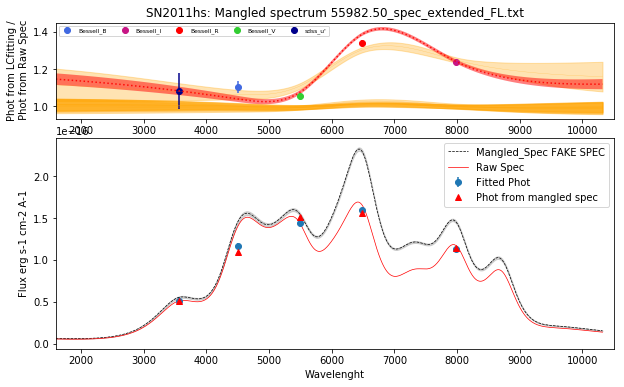 SN2011hs: Mangled spectrum 55982.50_spec_extended_FL.txt
Phot from LCfitting /
Phot from Raw Spec
1.4
1.2
1.0
Bessell_B
Bessell_I
Bessell_R
Bessell_V
sdss_u'
2000 3000 4000 5000 6000 7000 8000 9000 10000
1e−16
Flux erg s-1 cm-2 A-1
2.0
1.5
1.0
0.5
0.0
Mangled_Spec FAKE SPEC
Raw Spec
Fitted Phot
Phot from mangled spec
2000 3000 4000 5000 6000 7000 8000 9000 10000
Wavelenght